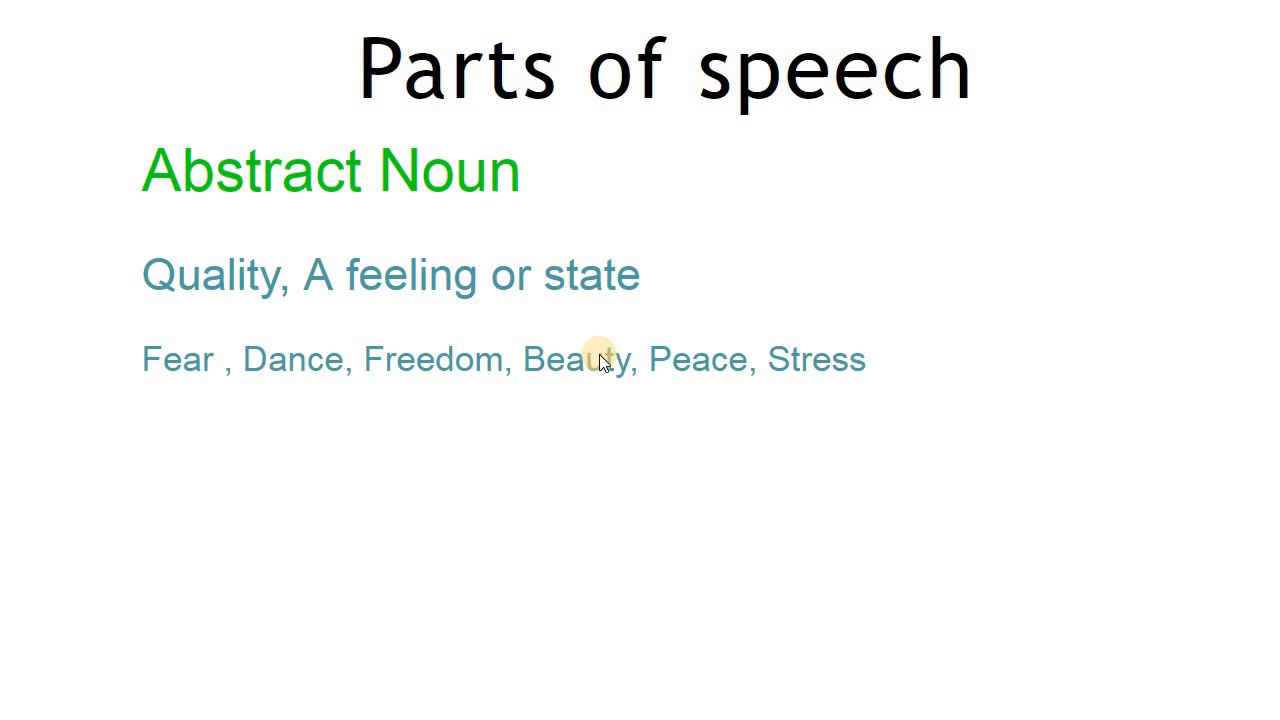 Parts of speech
Abstract Noun
Quality, A feeling or state
Fear , Dance, Freedom, Beauty, Peace, Stress